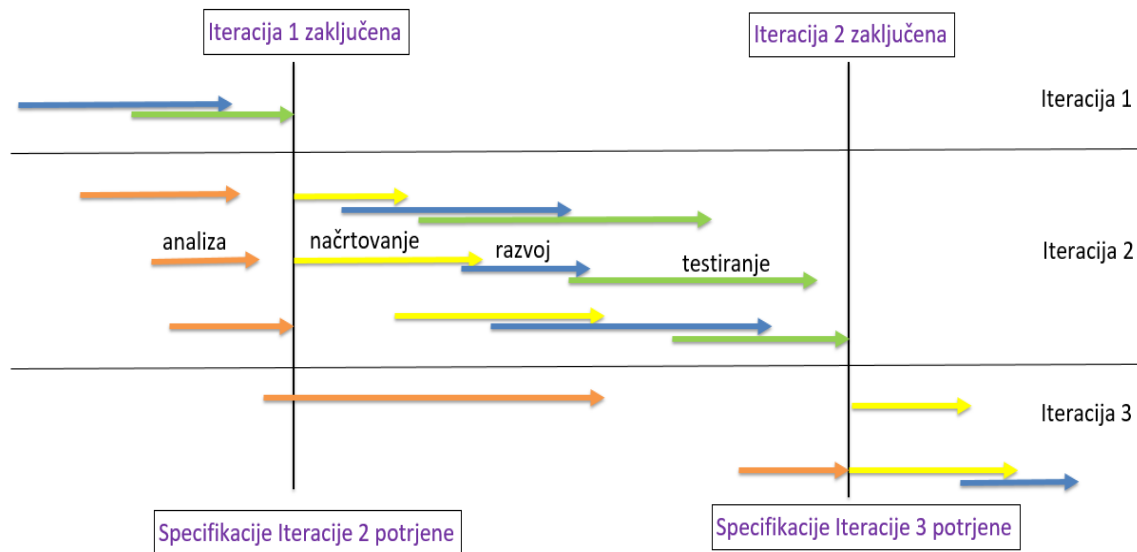 Iteracija 1 zaključena
Iteracija 2 zaključena
Iteracija 1
analiza
načrtovanje
razvoj
testiranje
Iteracija 2
Iteracija 3
Specifikacije Iteracije 2 potrjene
Specifikacije Iteracije 3 potrjene